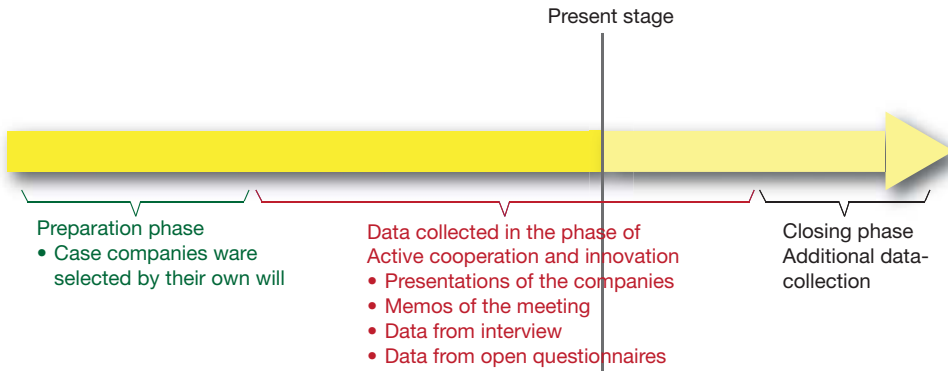 Present stage
Preparation phase
• Case companies ware
selected by their own will
Data collected in the phase of
Active cooperation and innovation
• Presentations of the companies
• Memos of the meeting
• Data from interview
• Data from open questionnaires
Closing phase
Additional data-
collection